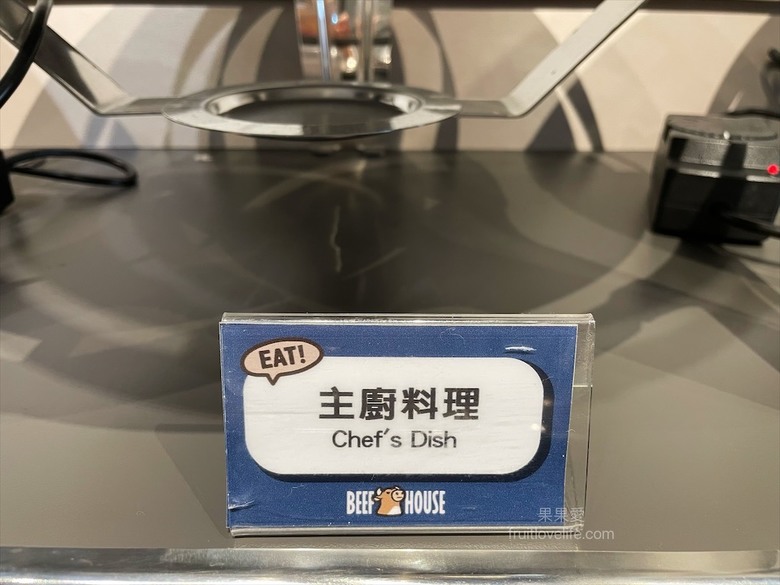 EAT!
主廚料理
Chef's Dish
BEEF HOUSE
果果愛
fruitlovelife.com